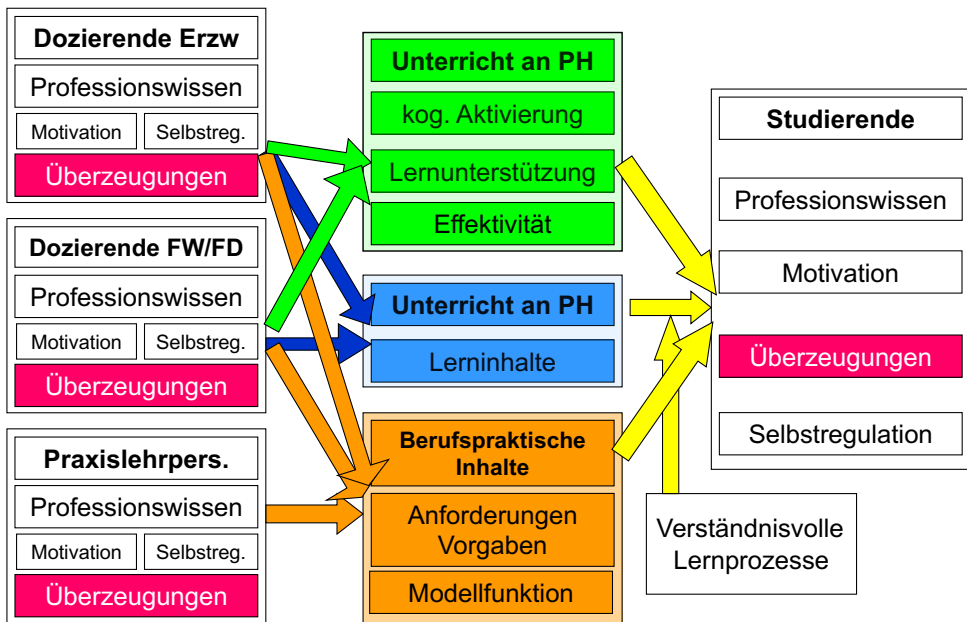 Dozierende Erzw
Professionswissen
Motivation
Selbstreg.
Überzeugungen
Dozierende FW/FD
Professionswissen
Motivation
Selbstreg.
Überzeugungen
Praxislehrpers.
Professionswissen
Motivation
Selbstreg.
Überzeugungen
Unterricht an PH
kog. Aktivierung
Lernunterstützung
Effektivität
Unterricht an PH
Lerninhalte
Berufspraktische
Inhalte
Anforderungen
Vorgaben
Modellfunktion
Studierende
Professionswissen
Motivation
Überzeugungen
Selbstregulation
Verständnisvolle
Lernprozesse